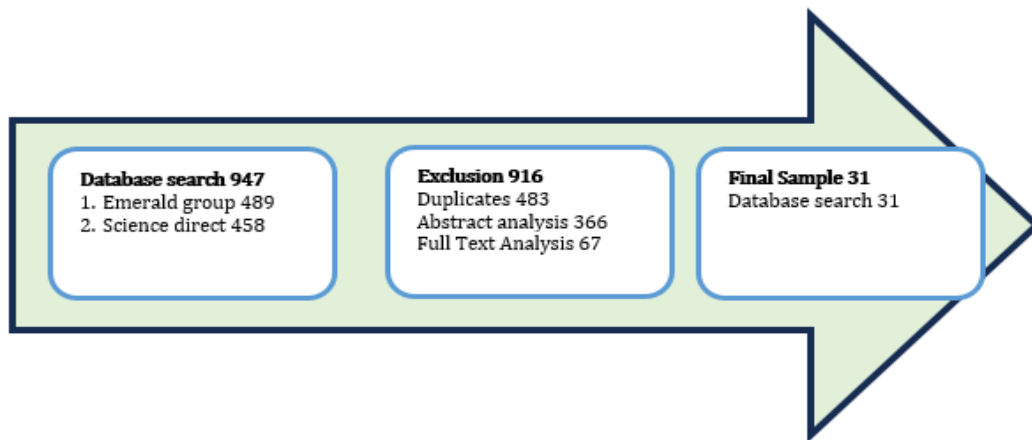 Database search 947
1. Emerald group 489
2. Science direct 458
Exclusion 916
Duplicates 483
Abstract analysis 366
Full Text Analysis 67
Final Sample 31
Database search 31